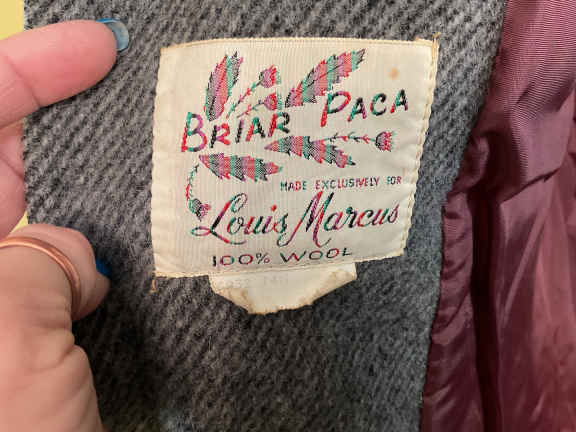 BRIAR PACA
MADE EXCLUSIVELY FOR
Louis Marcus
100% WOOL